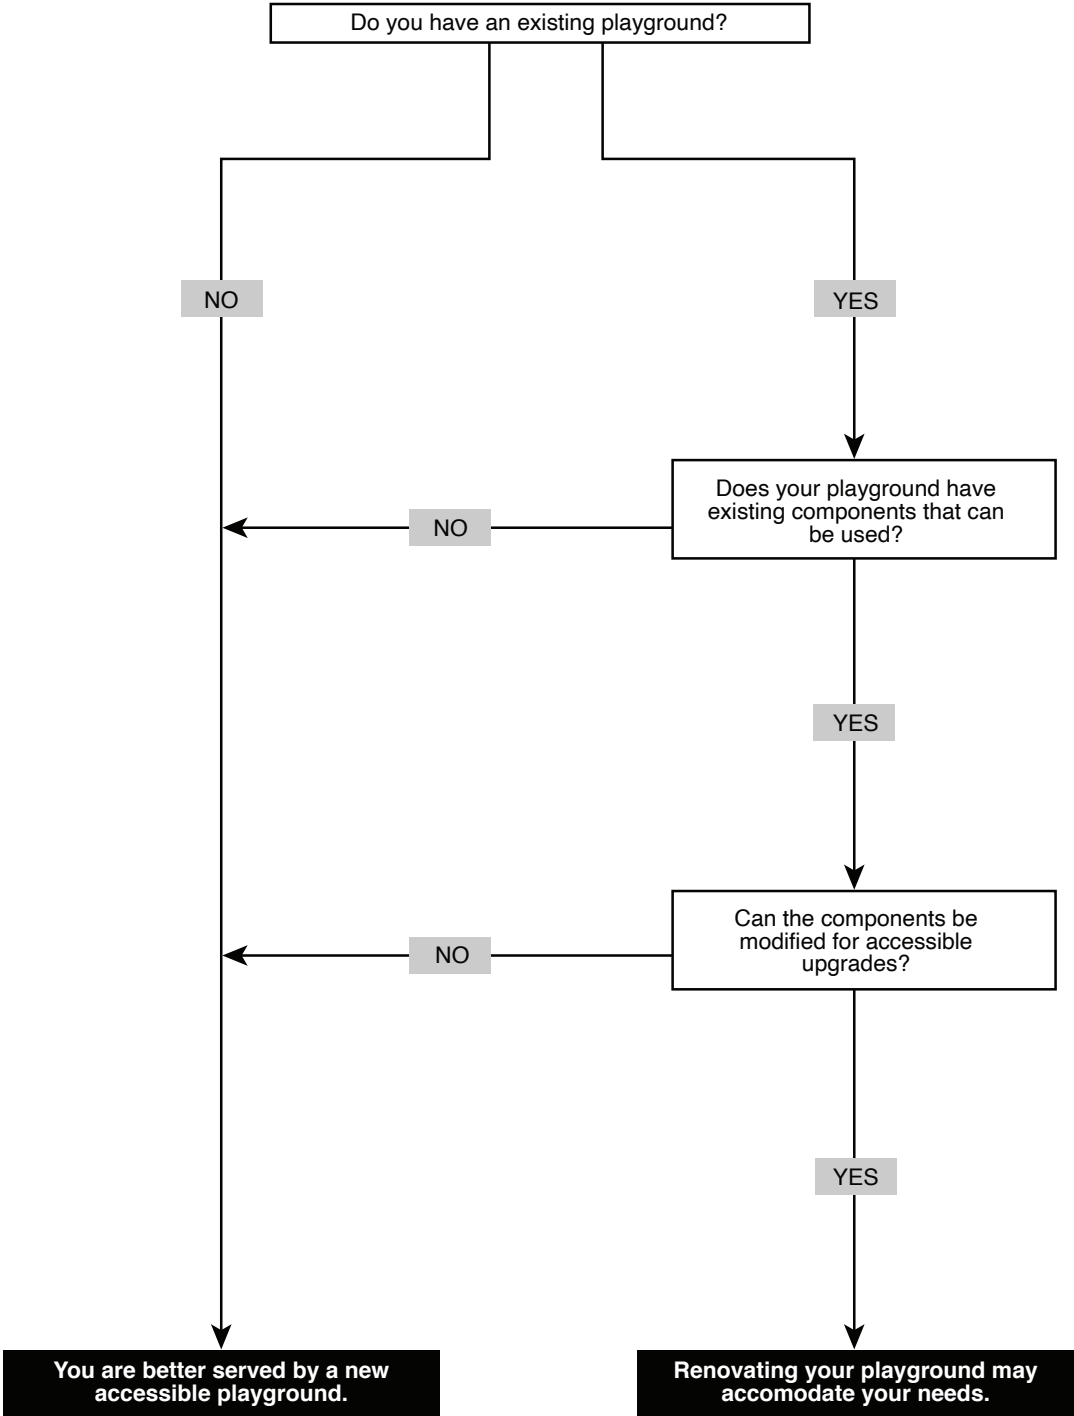 Do you have an existing playground?
NO
YES
Does your playground have
existing components that can
be used?
NO
YES
Can the components be
modified for accessible
upgrades?
NO
YES
You are better served by a new
accessible playground.
Renovating your playground may
accomodate your needs.